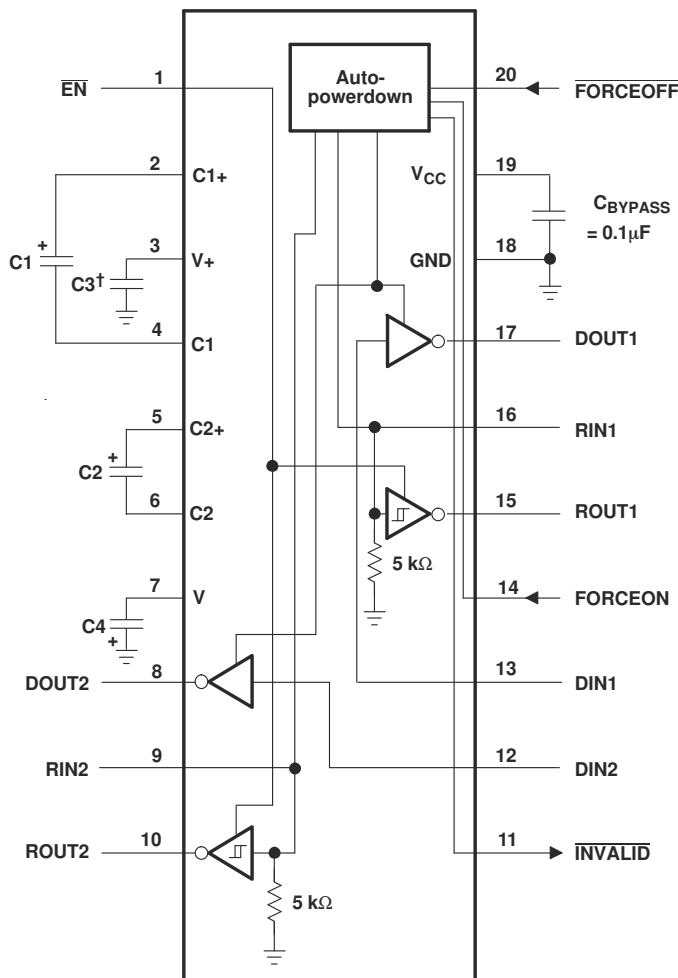 EN
1
Auto-
powerdown
20
FORCEOFF
2
C1+
VCC
19
CBYPASS
= 0.1μF
C1
+
3
V+
C3†
GND
18
4
C1
17
DOUT1
5
C2+
16
RIN1
C2
+
6
C2
15
ROUT1
5 kΩ
7
V
14
FORCEON
C4
+
DOUT2
8
13
DIN1
RIN2
9
12
DIN2
ROUT2
10
11
INVALID
5 kΩ